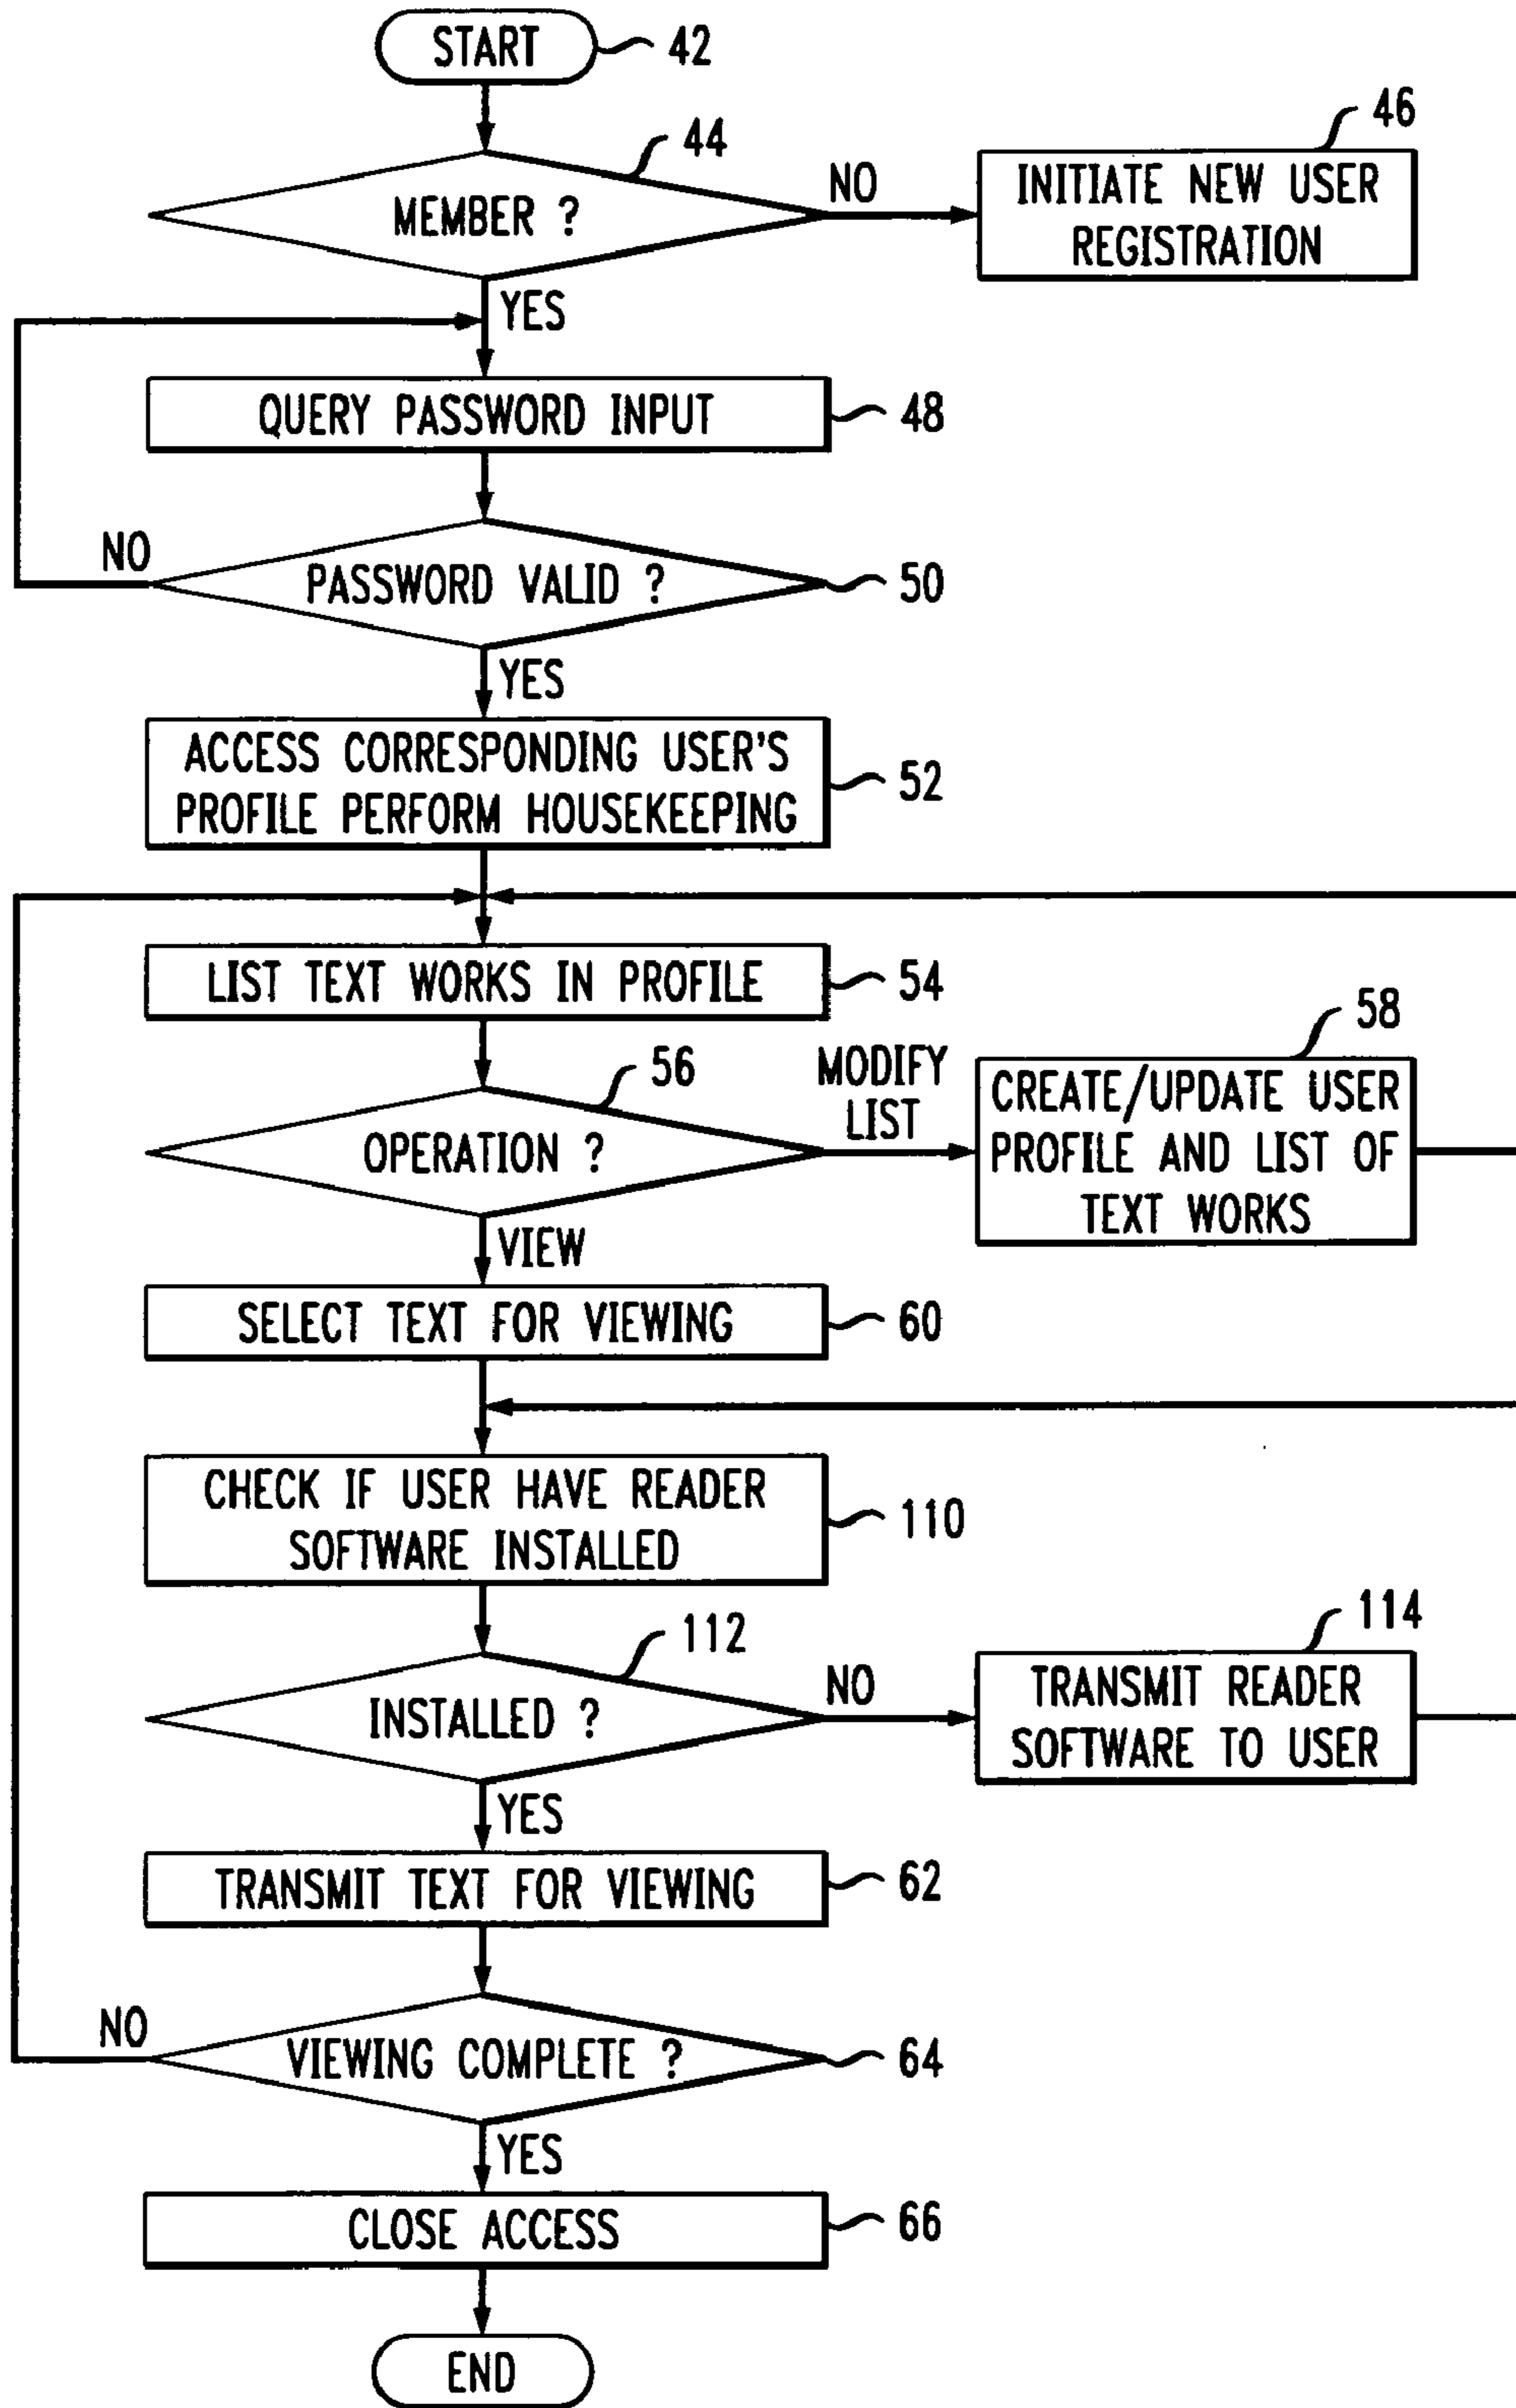 START
42
44
MEMBER ?
NO
46
INITIATE NEW USER
REGISTRATION
YES
QUERY PASSWORD INPUT
48
NO
PASSWORD VALID ?
50
YES
ACCESS CORRESPONDING USER'S
PROFILE PERFORM HOUSEKEEPING
52
LIST TEXT WORKS IN PROFILE
54
56
OPERATION ?
MODIFY
LIST
58
CREATE/UPDATE USER
PROFILE AND LIST OF
TEXT WORKS
VIEW
SELECT TEXT FOR VIEWING
60
CHECK IF USER HAVE READER
SOFTWARE INSTALLED
110
112
INSTALLED ?
NO
114
TRANSMIT READER
SOFTWARE TO USER
YES
TRANSMIT TEXT FOR VIEWING
62
NO
VIEWING COMPLETE ?
64
YES
CLOSE ACCESS
66
END